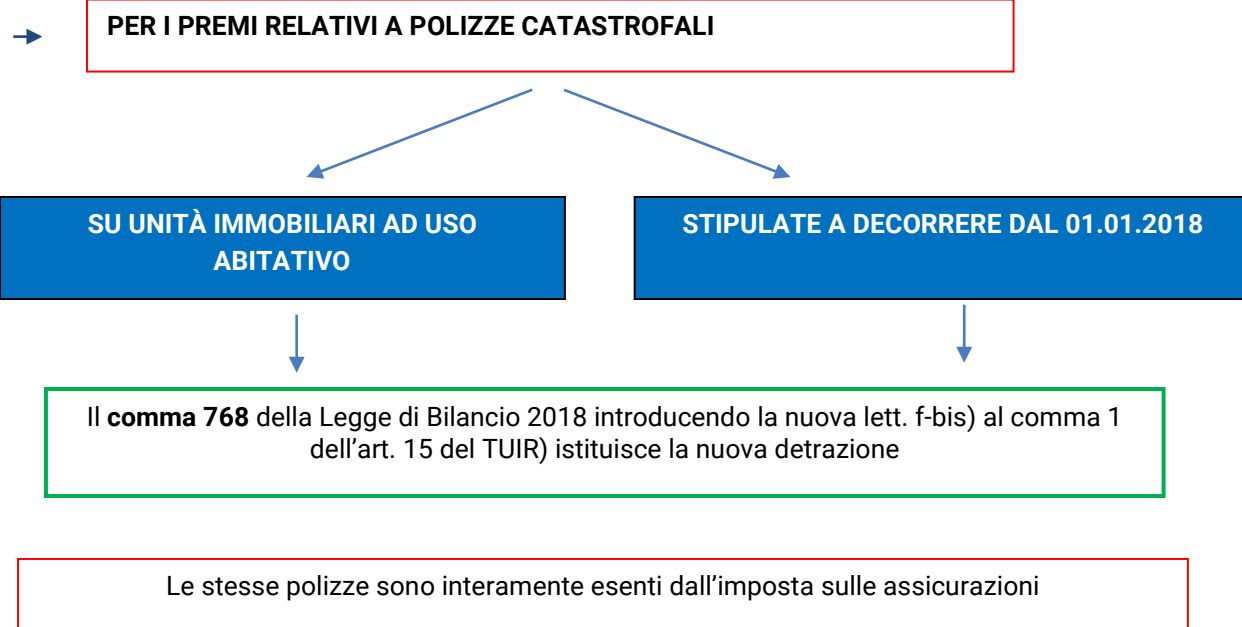 PER I PREMI RELATIVI A POLIZZE CATASTROFALI
SU UNITÀ IMMOBILIARI AD USO
ABITATIVO
STIPULATE A DECORRERE DAL 01.01.2018
Il comma 768 della Legge di Bilancio 2018 introducendo la nuova lett. f-bis) al comma 1
dell’art. 15 del TUIR) istituisce la nuova detrazione
Le stesse polizze sono interamente esenti dall’imposta sulle assicurazioni